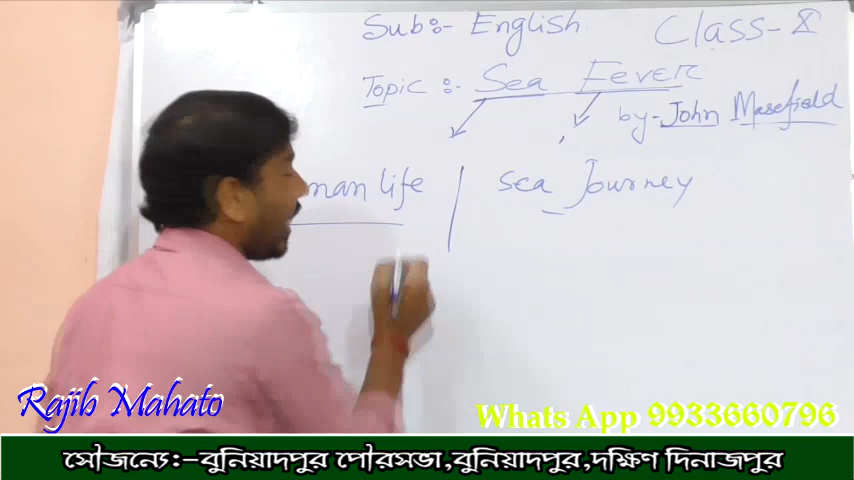 Sub:- English Class-X
Topic :- Sea Fever
by- John Masefield
man life | Sea Journey
Rajib Mahato
Whats App 9933660796
সৌজন্যে:-বুনিয়াদপুর পৌরসভা,বুনিয়াদপুর,দক্ষিণ দিনাজপুর